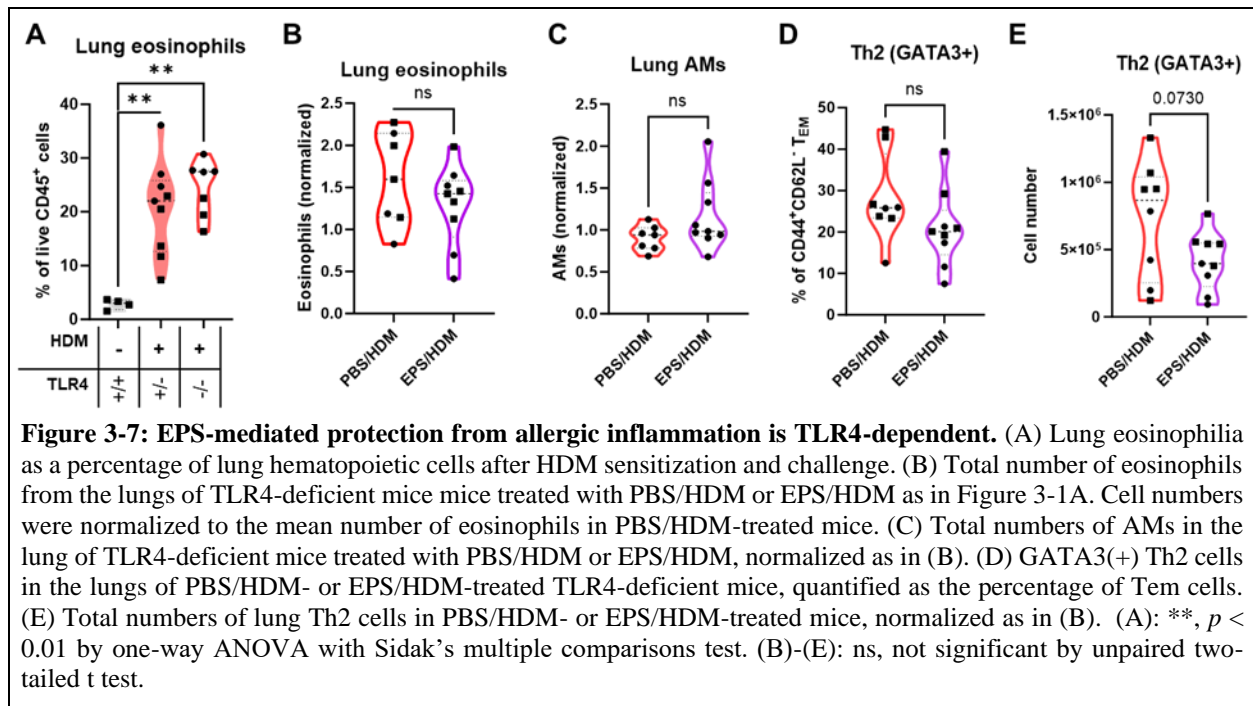 A
Lung eosinophils
**
**
% of live CD45⁺ cells
40
30
20
10
0
HDM - + +
TLR4 +/+ +/- -/-
B
Lung eosinophils
ns
Eosinophils (normalized)
2.5
2.0
1.5
1.0
0.5
0.0
PBS/HDM
EPS/HDM
C
Lung AMs
ns
AMs (normalized)
2.5
2.0
1.5
1.0
0.5
0.0
PBS/HDM
EPS/HDM
D
Th2 (GATA3+)
ns
% of CD44⁺CD62L⁻ T_EM
50
40
30
20
10
0
PBS/HDM
EPS/HDM
E
Th2 (GATA3+)
0.0730
Cell number
1.5×10⁶
1×10⁶
5×10⁵
0
PBS/HDM
EPS/HDM
Figure 3-7: EPS-mediated protection from allergic inflammation is TLR4-dependent. (A) Lung eosinophilia
as a percentage of lung hematopoietic cells after HDM sensitization and challenge. (B) Total number of eosinophils
from the lungs of TLR4-deficient mice mice treated with PBS/HDM or EPS/HDM as in Figure 3-1A. Cell numbers
were normalized to the mean number of eosinophils in PBS/HDM-treated mice. (C) Total numbers of AMs in the
lung of TLR4-deficient mice treated with PBS/HDM or EPS/HDM, normalized as in (B). (D) GATA3(+) Th2 cells
in the lungs of PBS/HDM- or EPS/HDM-treated TLR4-deficient mice, quantified as the percentage of Tem cells.
(E) Total numbers of lung Th2 cells in PBS/HDM- or EPS/HDM-treated mice, normalized as in (B). (A): **, p <
0.01 by one-way ANOVA with Sidak's multiple comparisons test. (B)-(E): ns, not significant by unpaired two-
tailed t test.